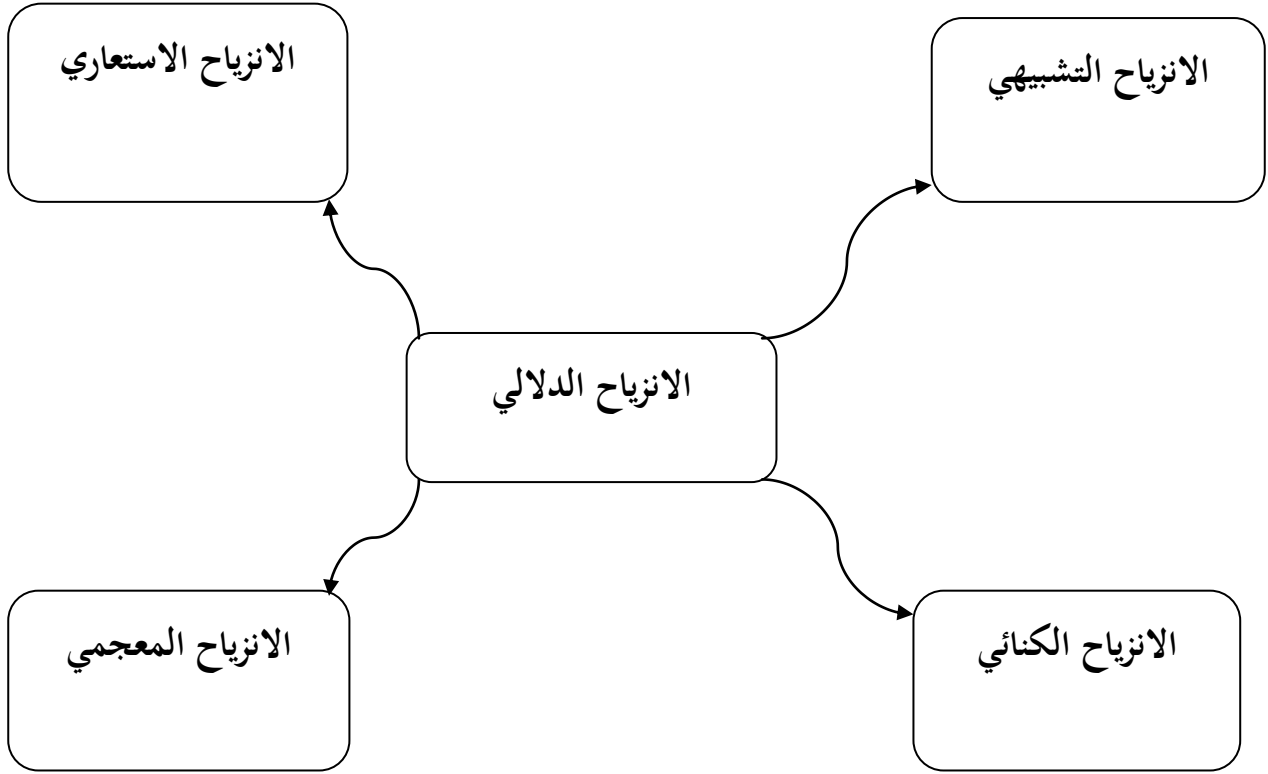 الانزياح التشبيهي
الانزياح الاستعاري
الانزياح الدلالي
الانزياح الكنائي
الانزياح المعجمي